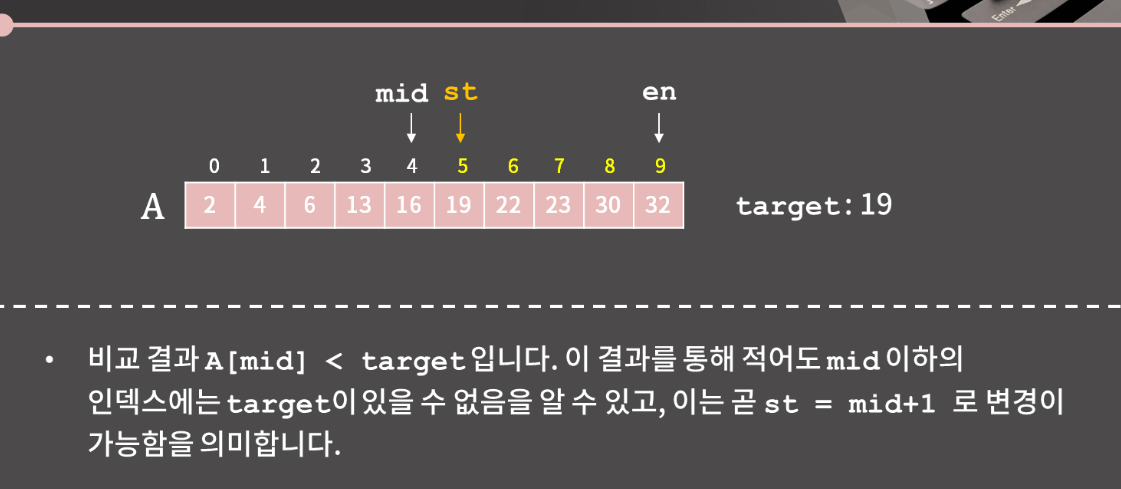 Enter
mid st en
0 1 2 3 4 5 6 7 8 9
A 2 4 6 13 16 19 22 23 30 32 target: 19
• 비교 결과 A[mid] < target 입니다. 이 결과를 통해 적어도 mid 이하의
인덱스에는 target이 있을 수 없음을 알 수 있고, 이는 곧 st = mid+1 로 변경이
가능함을 의미합니다.